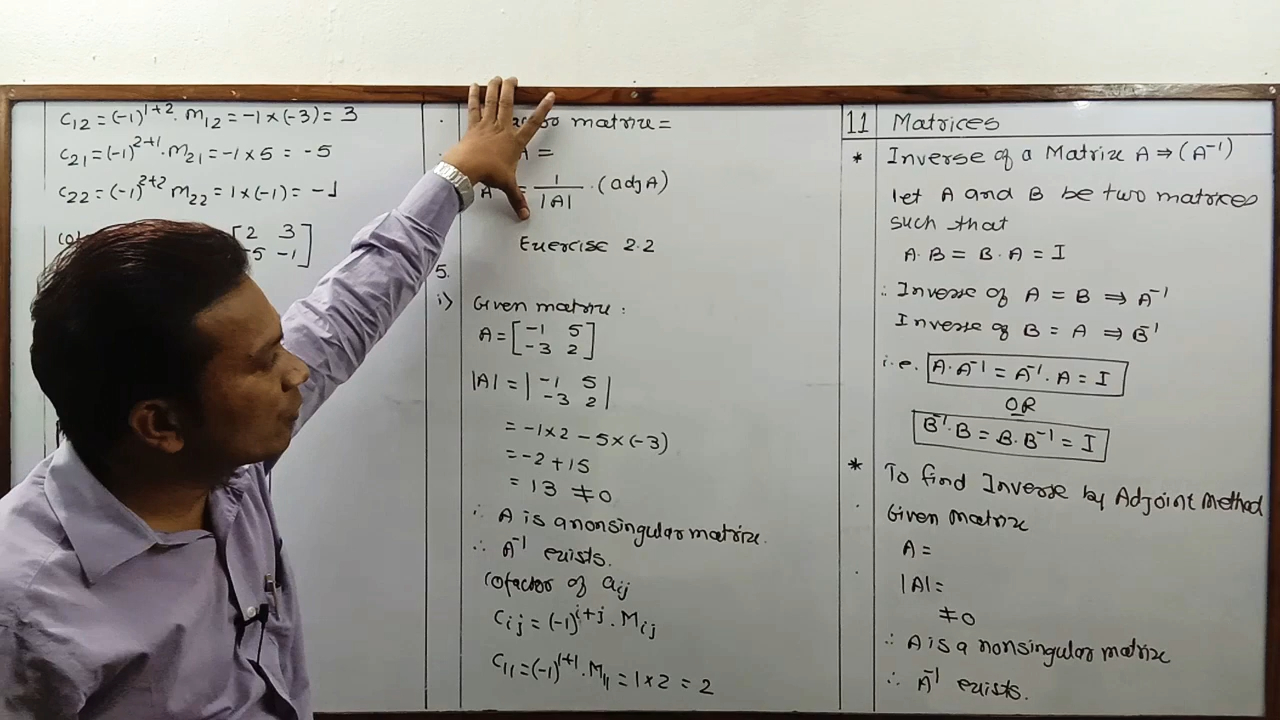 C12 = (-1)^1+2 . M12 = -1 x (-3) = 3
C21 = (-1)^2+1 . M21 = -1 x 5 = -5
C22 = (-1)^2+2 M22 = 1 x (-1) = -1
[2 3]
-5 -1]
matrix =
A =
A = 1/|A| . (adj A)
Exercise 2.2
5.
i) Given matrix :
A = [-1 5]
[-3 2]
|A| = |-1 5|
|-3 2|
= -1 x 2 - 5 x (-3)
= -2 + 15
= 13 ≠ 0
∴ A is a nonsingular matrix.
∴ A^-1 exists.
Cofactor of aij
Cij = (-1)^i+j . Mij
C11 = (-1)^1+1 . M11 = 1 x 2 = 2
11 Matrices
* Inverse of a Matrix A ⇒ (A^-1)
let A and B be two matrices
such that
A . B = B . A = I
∴ Inverse of A = B ⇒ A^-1
Inverse of B = A ⇒ B^-1
i.e. A . A^-1 = A^-1 . A = I
OR
B^-1 . B = B . B^-1 = I
* To find Inverse by Adjoint Method
. Given Matrix
A =
. |A| =
≠ 0
∴ A is a nonsingular matrix
∴ A^-1 exists.